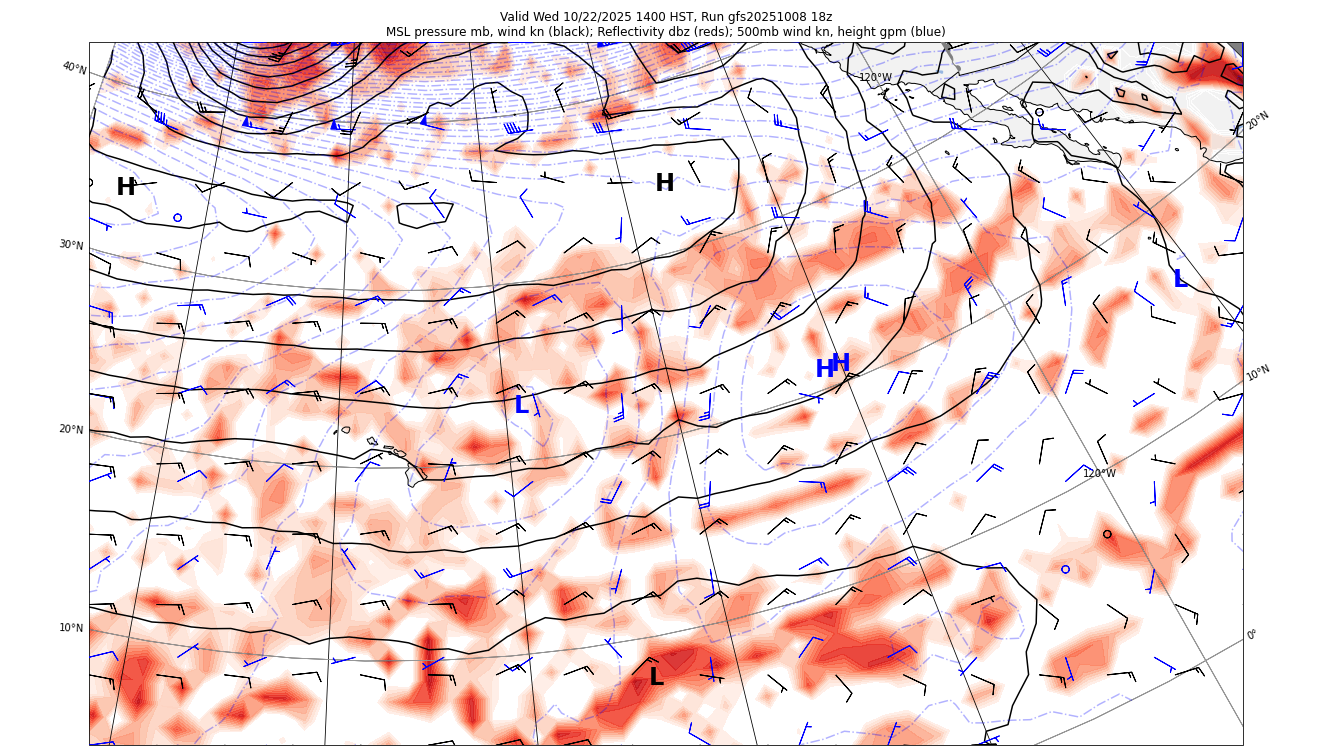 Valid Wed 10/22/2025 1400 HST, Run gfs20251008 18z
MSL pressure mb, wind kn (black); Reflectivity dbz (reds); 500mb wind kn, height gpm (blue)
40°N
120°W
20°N
H
H
30°N
L
H
H
10°N
L
20°N
120°W
10°N
0°
L